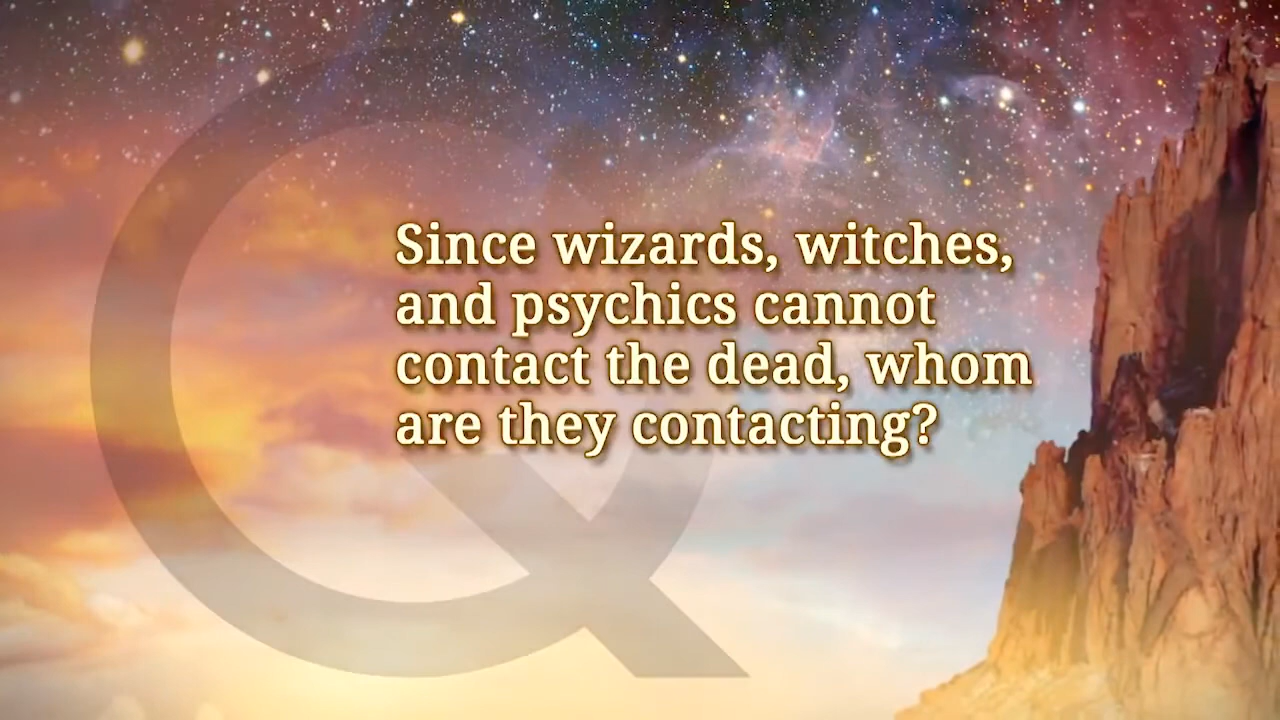 Since wizards, witches,
and psychics cannot
contact the dead, whom
are they contacting?